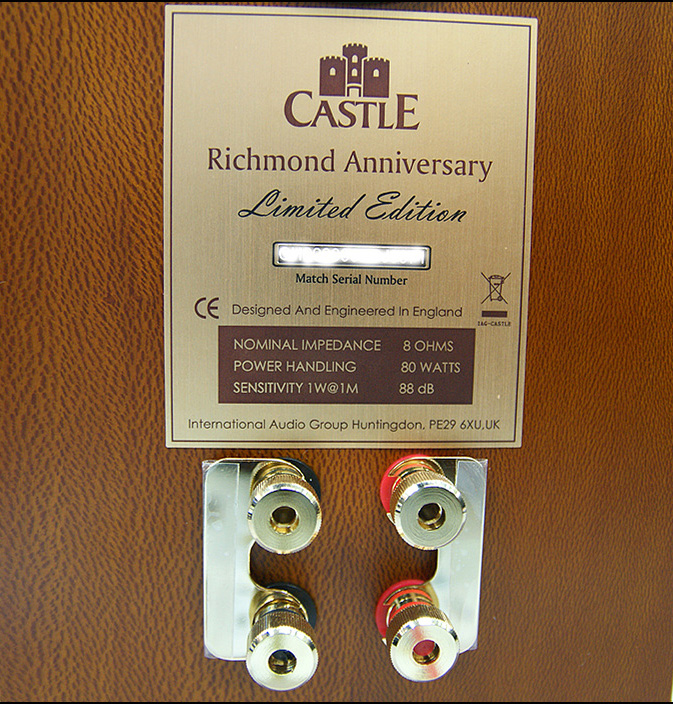 CASTLE
Richmond Anniversary
Limited Edition
Match Serial Number
CE Designed And Engineered In England
IAG-CASTLE
NOMINAL IMPEDANCE 8 OHMS
POWER HANDLING 80 WATTS
SENSITIVITY 1W@1M 88 dB
International Audio Group Huntingdon, PE29 6XU,UK